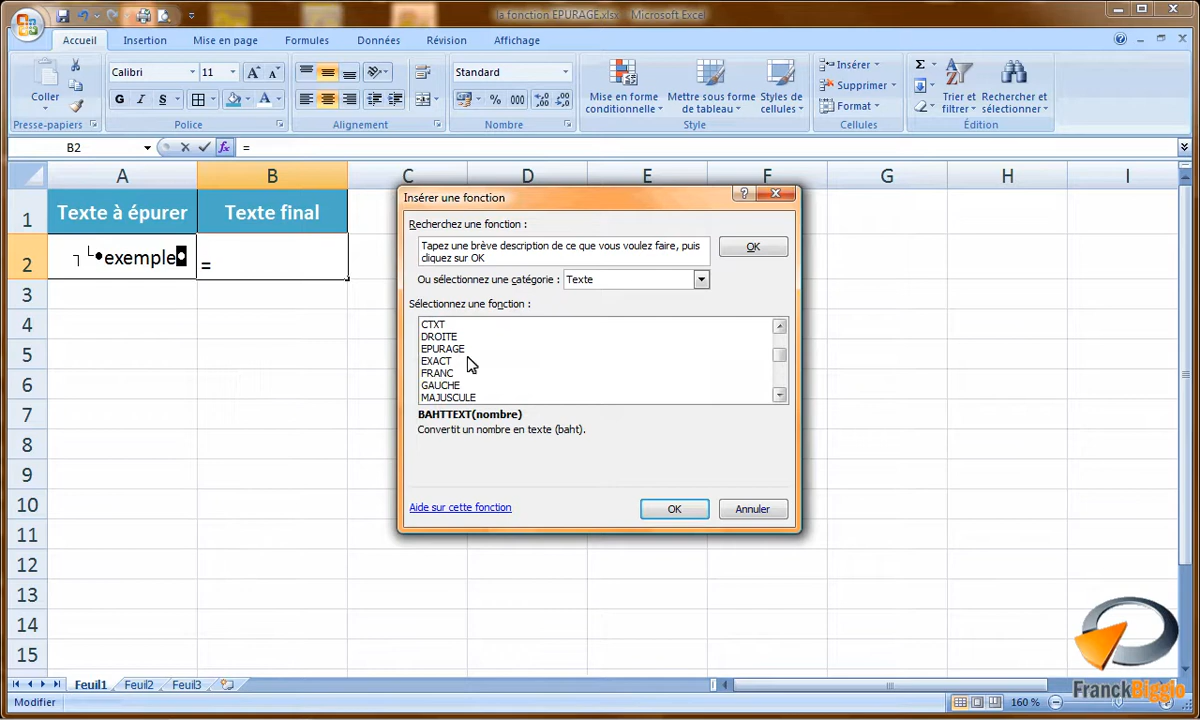 la fonction EPURAGE.xlsx - Microsoft Excel
Accueil Insertion Mise en page Formules Données Révision Affichage
Calibri 11 Standard Insérer
Coller Supprimer
G I S % 000 Mise en forme conditionnelle Mettre sous forme de tableau Styles de cellules Format Trier et filtrer Rechercher et sélectionner
Presse-papiers Police Alignement Nombre Style Cellules Édition
B2 fx =
A B C D E F G H I
1 Texte à épurer Texte final
2 ┐└•exemple◘ =
3
4
5
6
7
8
9
10
11
12
13
14
15
Insérer une fonction
Recherchez une fonction :
Tapez une brève description de ce que vous voulez faire, puis
cliquez sur OK
OK
Ou sélectionnez une catégorie : Texte
Sélectionnez une fonction :
CTXT
DROITE
EPURAGE
EXACT
FRANC
GAUCHE
MAJUSCULE
BAHTTEXT(nombre)
Convertit un nombre en texte (baht).
Aide sur cette fonction OK Annuler
FranckBigglo
Feuil1 Feuil2 Feuil3
Modifier 160 %